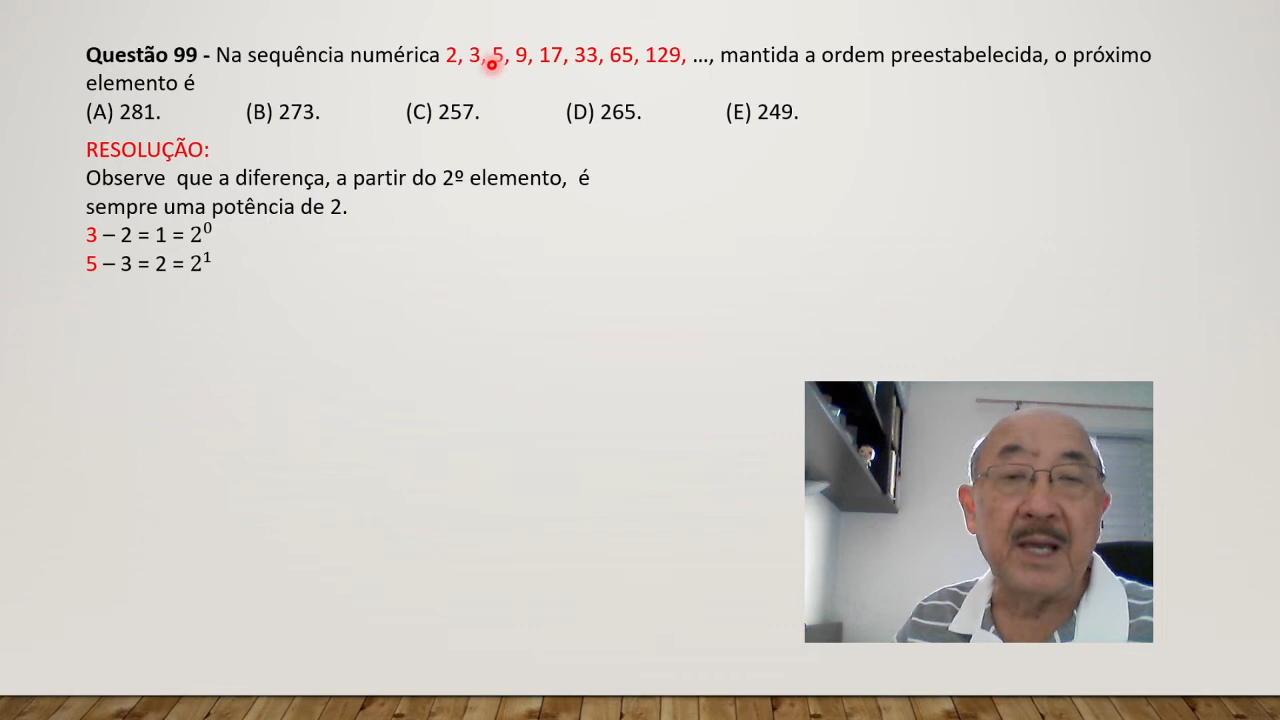 Questão 99 - Na sequência numérica 2, 3, 5, 9, 17, 33, 65, 129, ..., mantida a ordem preestabelecida, o próximo
elemento é
(A) 281. (B) 273. (C) 257. (D) 265. (E) 249.
RESOLUÇÃO:
Observe que a diferença, a partir do 2º elemento, é
sempre uma potência de 2.
3 – 2 = 1 = 2⁰
5 – 3 = 2 = 2¹